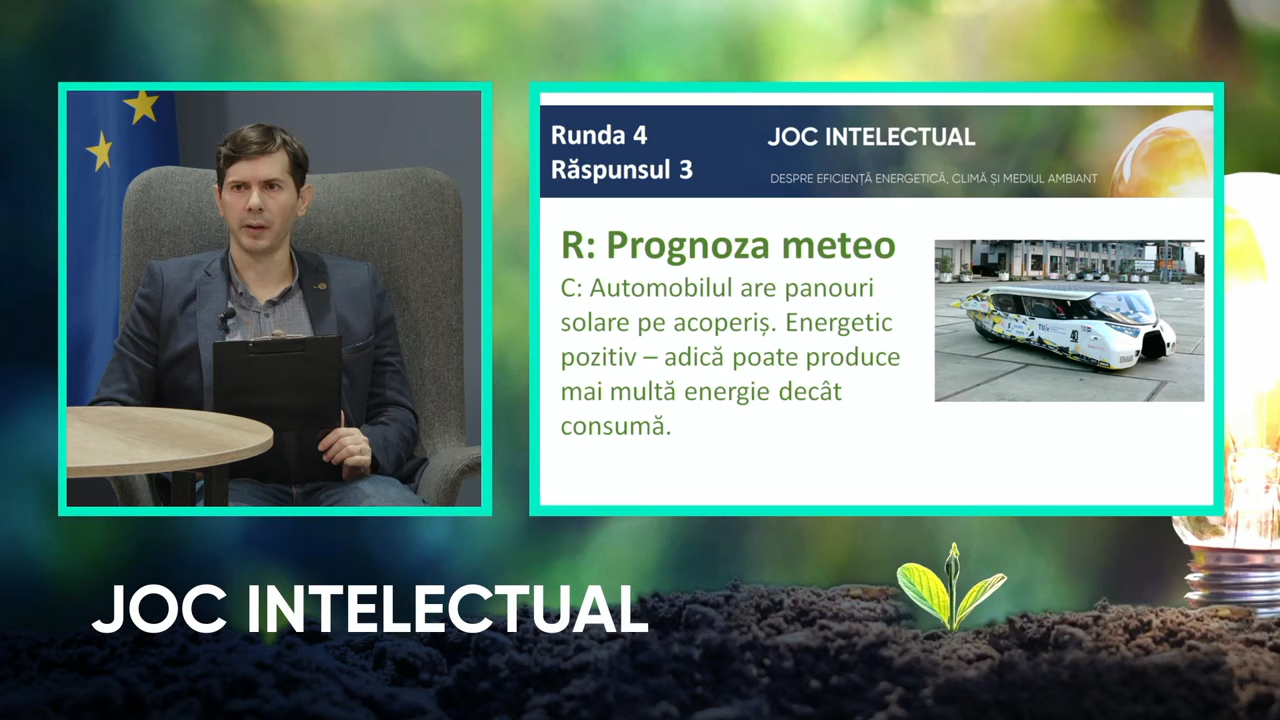 Runda 4
Răspunsul 3
JOC INTELECTUAL
DESPRE EFICIENȚĂ ENERGETICĂ, CLIMĂ ȘI MEDIUL AMBIANT
R: Prognoza meteo
C: Automobilul are panouri
solare pe acoperiș. Energetic
pozitiv – adică poate produce
mai multă energie decât
consumă.
40
JOC INTELECTUAL